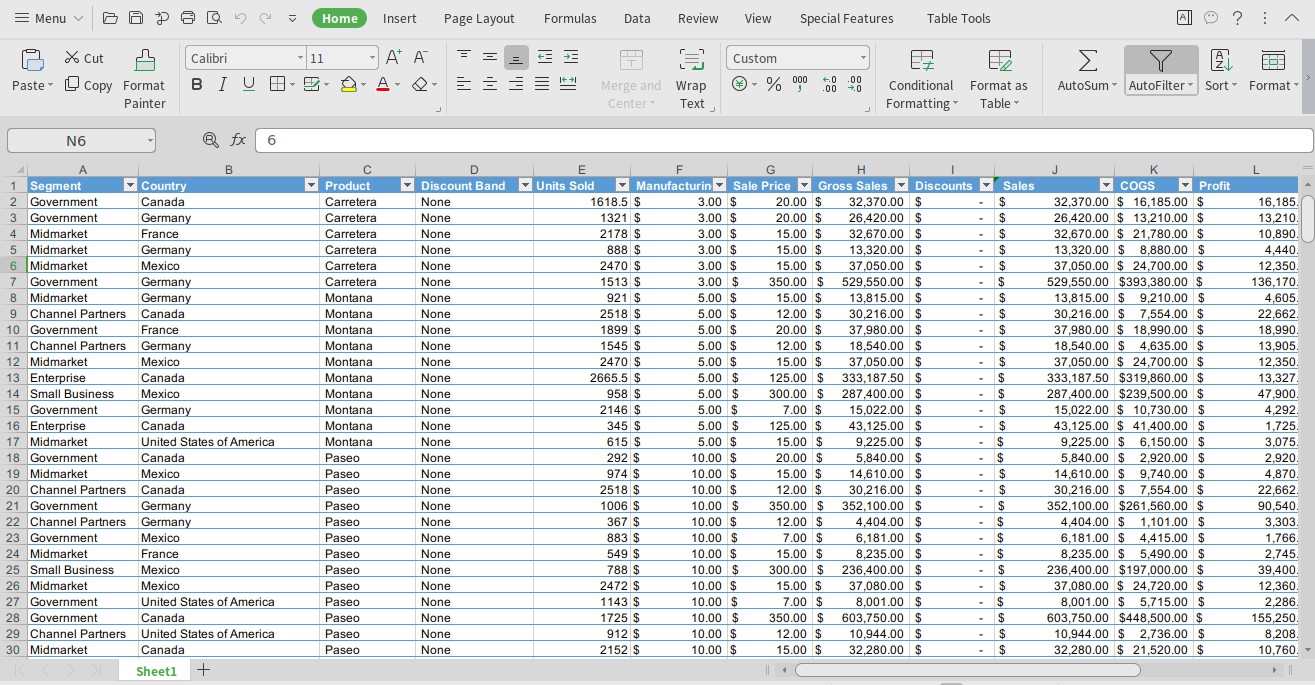 Menu Home Insert Page Layout Formulas Data Review View Special Features Table Tools
Paste Cut Copy Format Painter Calibri 11 A+ A- B I U A Merge and Center Wrap Text Custom % 000 Conditional Formatting Format as Table AutoSum AutoFilter Sort Format
N6 fx 6
A B C D E F G H I J K L
1 Segment Country Product Discount Band Units Sold Manufacturin Sale Price Gross Sales Discounts Sales COGS Profit
2 Government Canada Carretera None 1618.5 $ 3.00 $ 20.00 $ 32,370.00 $ - $ 32,370.00 $ 16,185.00 $ 16,185.
3 Government Germany Carretera None 1321 $ 3.00 $ 20.00 $ 26,420.00 $ - $ 26,420.00 $ 13,210.00 $ 13,210.
4 Midmarket France Carretera None 2178 $ 3.00 $ 15.00 $ 32,670.00 $ - $ 32,670.00 $ 21,780.00 $ 10,890.
5 Midmarket Germany Carretera None 888 $ 3.00 $ 15.00 $ 13,320.00 $ - $ 13,320.00 $ 8,880.00 $ 4,440.
6 Midmarket Mexico Carretera None 2470 $ 3.00 $ 15.00 $ 37,050.00 $ - $ 37,050.00 $ 24,700.00 $ 12,350.
7 Government Germany Carretera None 1513 $ 3.00 $ 350.00 $ 529,550.00 $ - $ 529,550.00 $393,380.00 $ 136,170.
8 Midmarket Germany Montana None 921 $ 5.00 $ 15.00 $ 13,815.00 $ - $ 13,815.00 $ 9,210.00 $ 4,605.
9 Channel Partners Canada Montana None 2518 $ 5.00 $ 12.00 $ 30,216.00 $ - $ 30,216.00 $ 7,554.00 $ 22,662.
10 Government France Montana None 1899 $ 5.00 $ 20.00 $ 37,980.00 $ - $ 37,980.00 $ 18,990.00 $ 18,990.
11 Channel Partners Germany Montana None 1545 $ 5.00 $ 12.00 $ 18,540.00 $ - $ 18,540.00 $ 4,635.00 $ 13,905.
12 Midmarket Mexico Montana None 2470 $ 5.00 $ 15.00 $ 37,050.00 $ - $ 37,050.00 $ 24,700.00 $ 12,350.
13 Enterprise Canada Montana None 2665.5 $ 5.00 $ 125.00 $ 333,187.50 $ - $ 333,187.50 $319,860.00 $ 13,327.
14 Small Business Mexico Montana None 958 $ 5.00 $ 300.00 $ 287,400.00 $ - $ 287,400.00 $239,500.00 $ 47,900.
15 Government Germany Montana None 2146 $ 5.00 $ 7.00 $ 15,022.00 $ - $ 15,022.00 $ 10,730.00 $ 4,292.
16 Enterprise Canada Montana None 345 $ 5.00 $ 125.00 $ 43,125.00 $ - $ 43,125.00 $ 41,400.00 $ 1,725.
17 Midmarket United States of America Montana None 615 $ 5.00 $ 15.00 $ 9,225.00 $ - $ 9,225.00 $ 6,150.00 $ 3,075.
18 Government Canada Paseo None 292 $ 10.00 $ 20.00 $ 5,840.00 $ - $ 5,840.00 $ 2,920.00 $ 2,920.
19 Midmarket Mexico Paseo None 974 $ 10.00 $ 15.00 $ 14,610.00 $ - $ 14,610.00 $ 9,740.00 $ 4,870.
20 Channel Partners Canada Paseo None 2518 $ 10.00 $ 12.00 $ 30,216.00 $ - $ 30,216.00 $ 7,554.00 $ 22,662.
21 Government Germany Paseo None 1006 $ 10.00 $ 350.00 $ 352,100.00 $ - $ 352,100.00 $261,560.00 $ 90,540.
22 Channel Partners Germany Paseo None 367 $ 10.00 $ 12.00 $ 4,404.00 $ - $ 4,404.00 $ 1,101.00 $ 3,303.
23 Government Mexico Paseo None 883 $ 10.00 $ 7.00 $ 6,181.00 $ - $ 6,181.00 $ 4,415.00 $ 1,766.
24 Midmarket France Paseo None 549 $ 10.00 $ 15.00 $ 8,235.00 $ - $ 8,235.00 $ 5,490.00 $ 2,745.
25 Small Business Mexico Paseo None 788 $ 10.00 $ 300.00 $ 236,400.00 $ - $ 236,400.00 $197,000.00 $ 39,400.
26 Midmarket Mexico Paseo None 2472 $ 10.00 $ 15.00 $ 37,080.00 $ - $ 37,080.00 $ 24,720.00 $ 12,360.
27 Government United States of America Paseo None 1143 $ 10.00 $ 7.00 $ 8,001.00 $ - $ 8,001.00 $ 5,715.00 $ 2,286.
28 Government Canada Paseo None 1725 $ 10.00 $ 350.00 $ 603,750.00 $ - $ 603,750.00 $448,500.00 $ 155,250.
29 Channel Partners United States of America Paseo None 912 $ 10.00 $ 12.00 $ 10,944.00 $ - $ 10,944.00 $ 2,736.00 $ 8,208.
30 Midmarket Canada Paseo None 2152 $ 10.00 $ 15.00 $ 32,280.00 $ - $ 32,280.00 $ 21,520.00 $ 10,760.
Sheet1